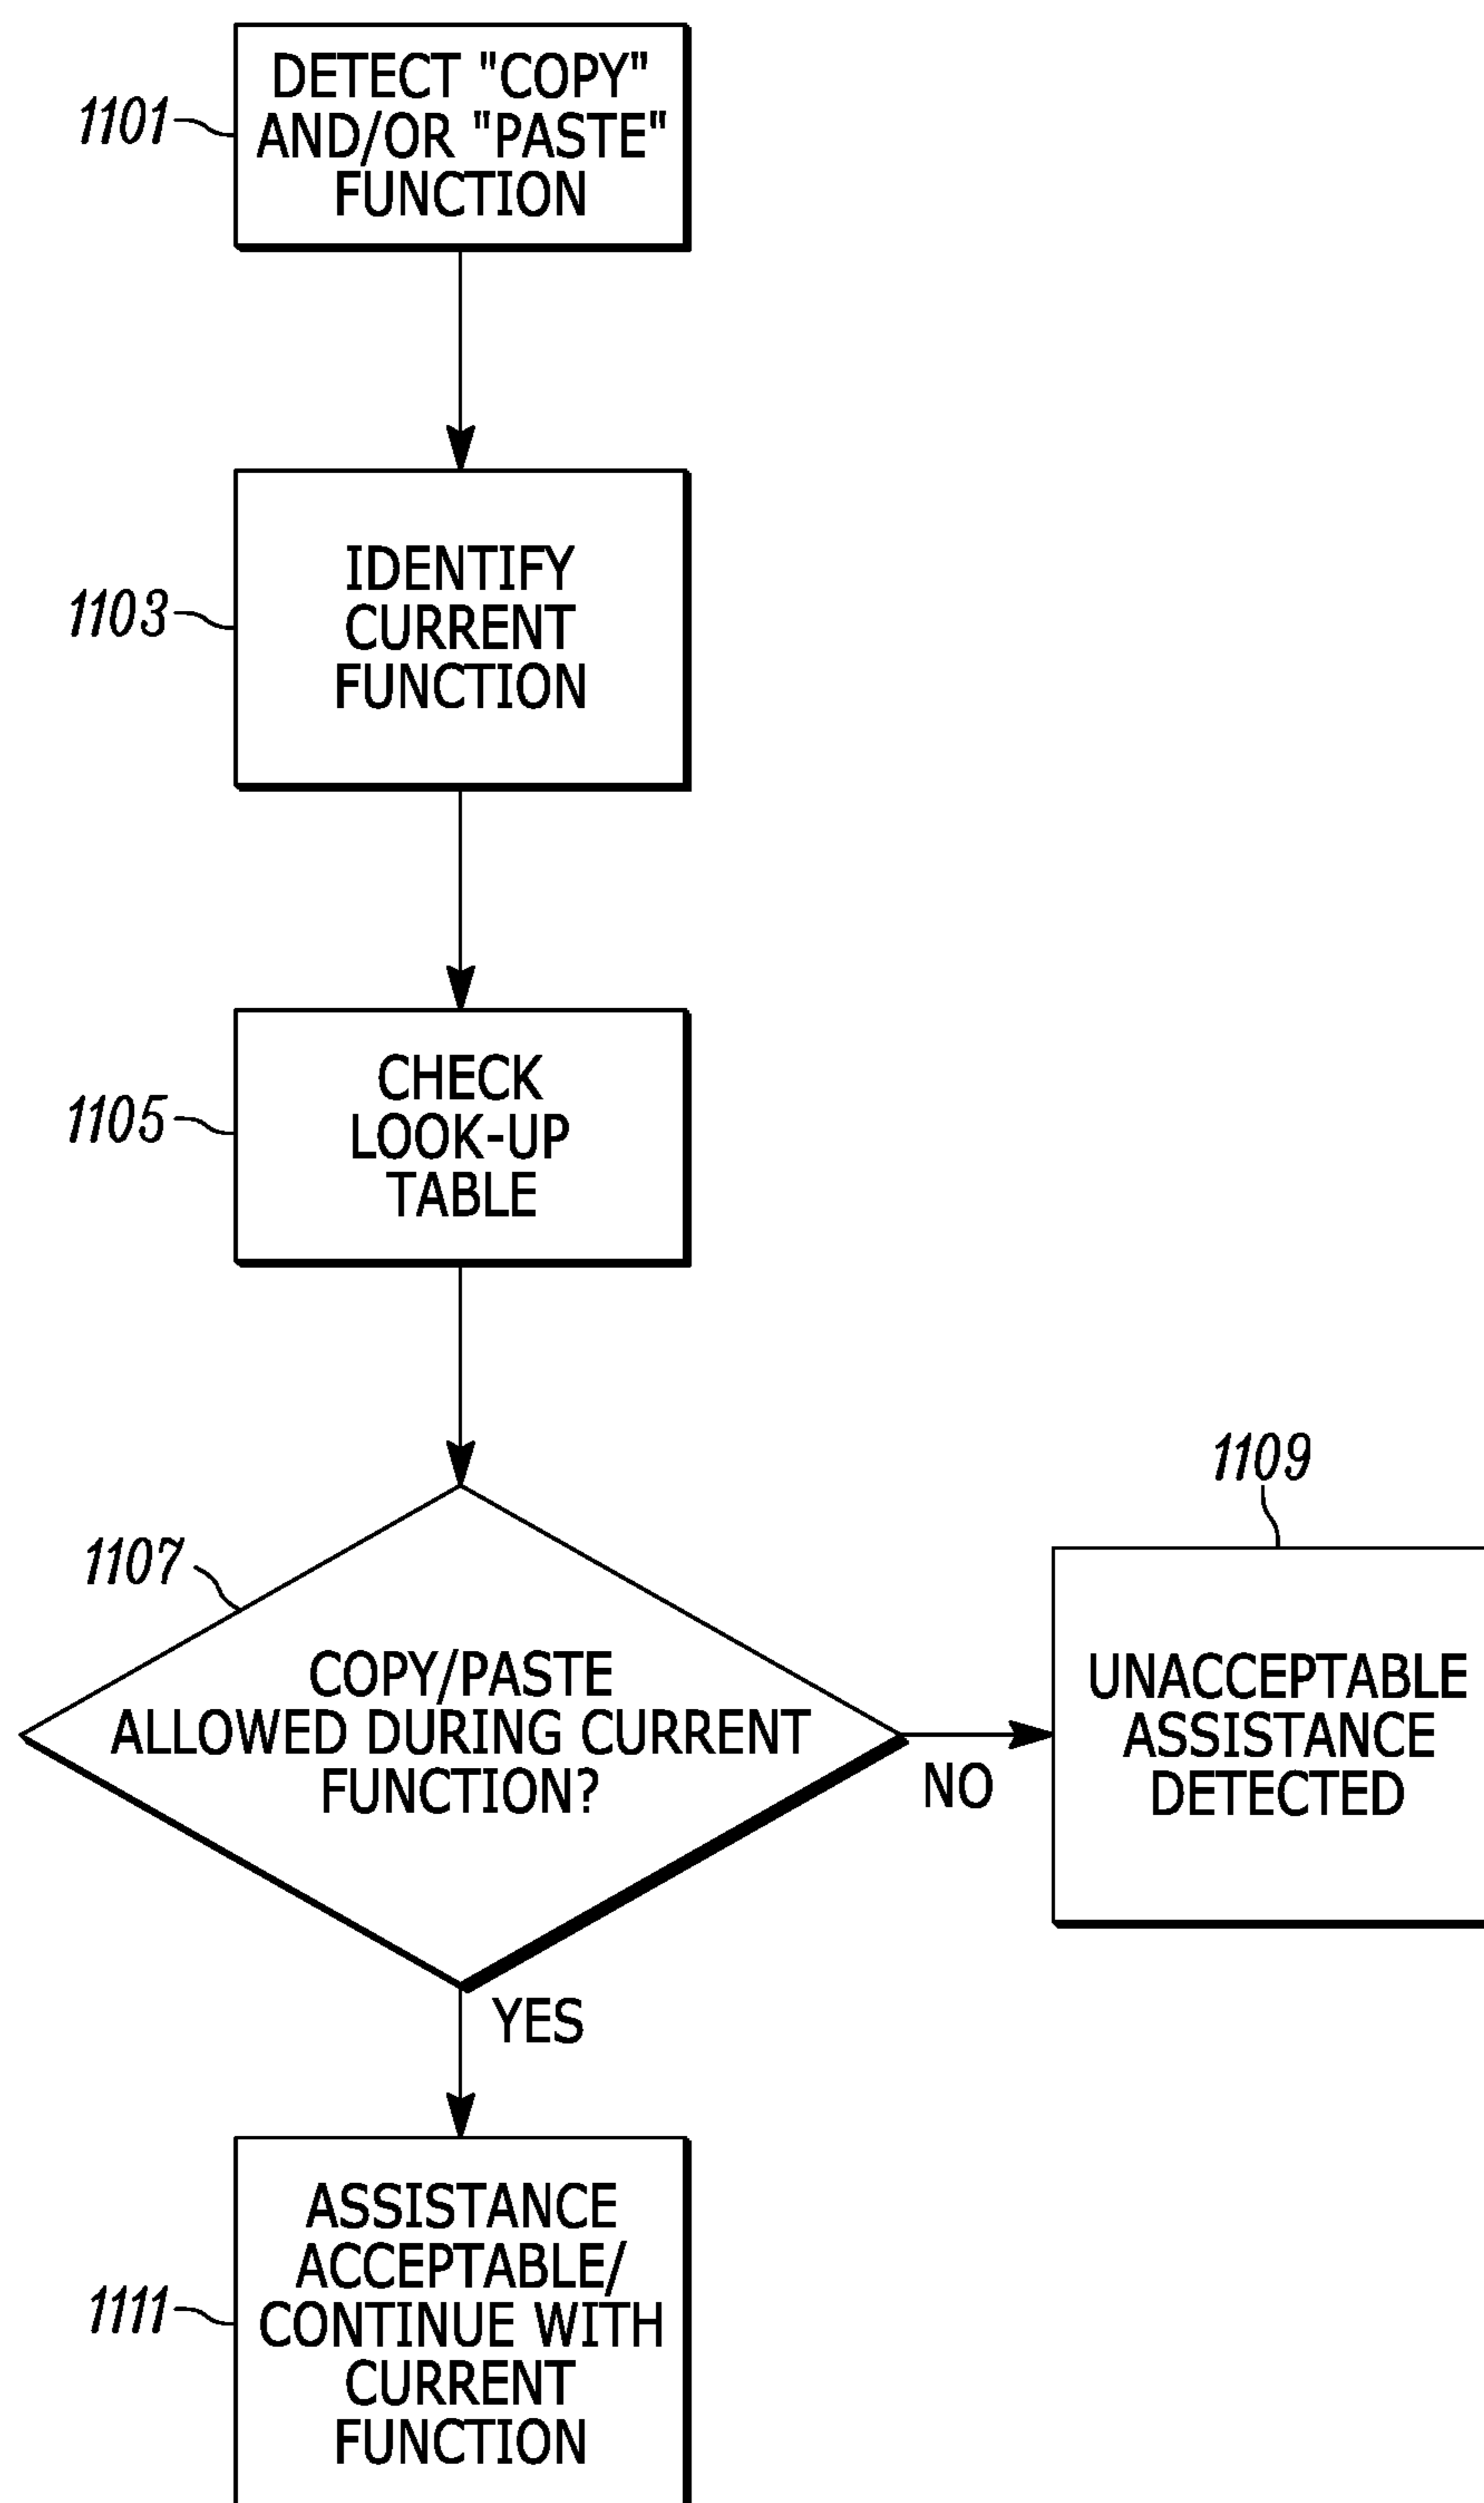 1101
DETECT "COPY"
AND/OR "PASTE"
FUNCTION
1103
IDENTIFY
CURRENT
FUNCTION
1105
CHECK
LOOK-UP
TABLE
1107
COPY/PASTE
ALLOWED DURING CURRENT
FUNCTION?
NO
1109
UNACCEPTABLE
ASSISTANCE
DETECTED
YES
1111
ASSISTANCE
ACCEPTABLE/
CONTINUE WITH
CURRENT
FUNCTION